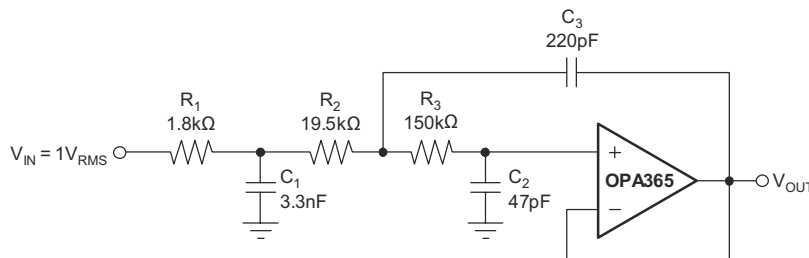 C3
220pF
R1
1.8kΩ
R2
19.5kΩ
R3
150kΩ
VIN = 1VRMS
C1
3.3nF
C2
47pF
+
OPA365
−
VOUT